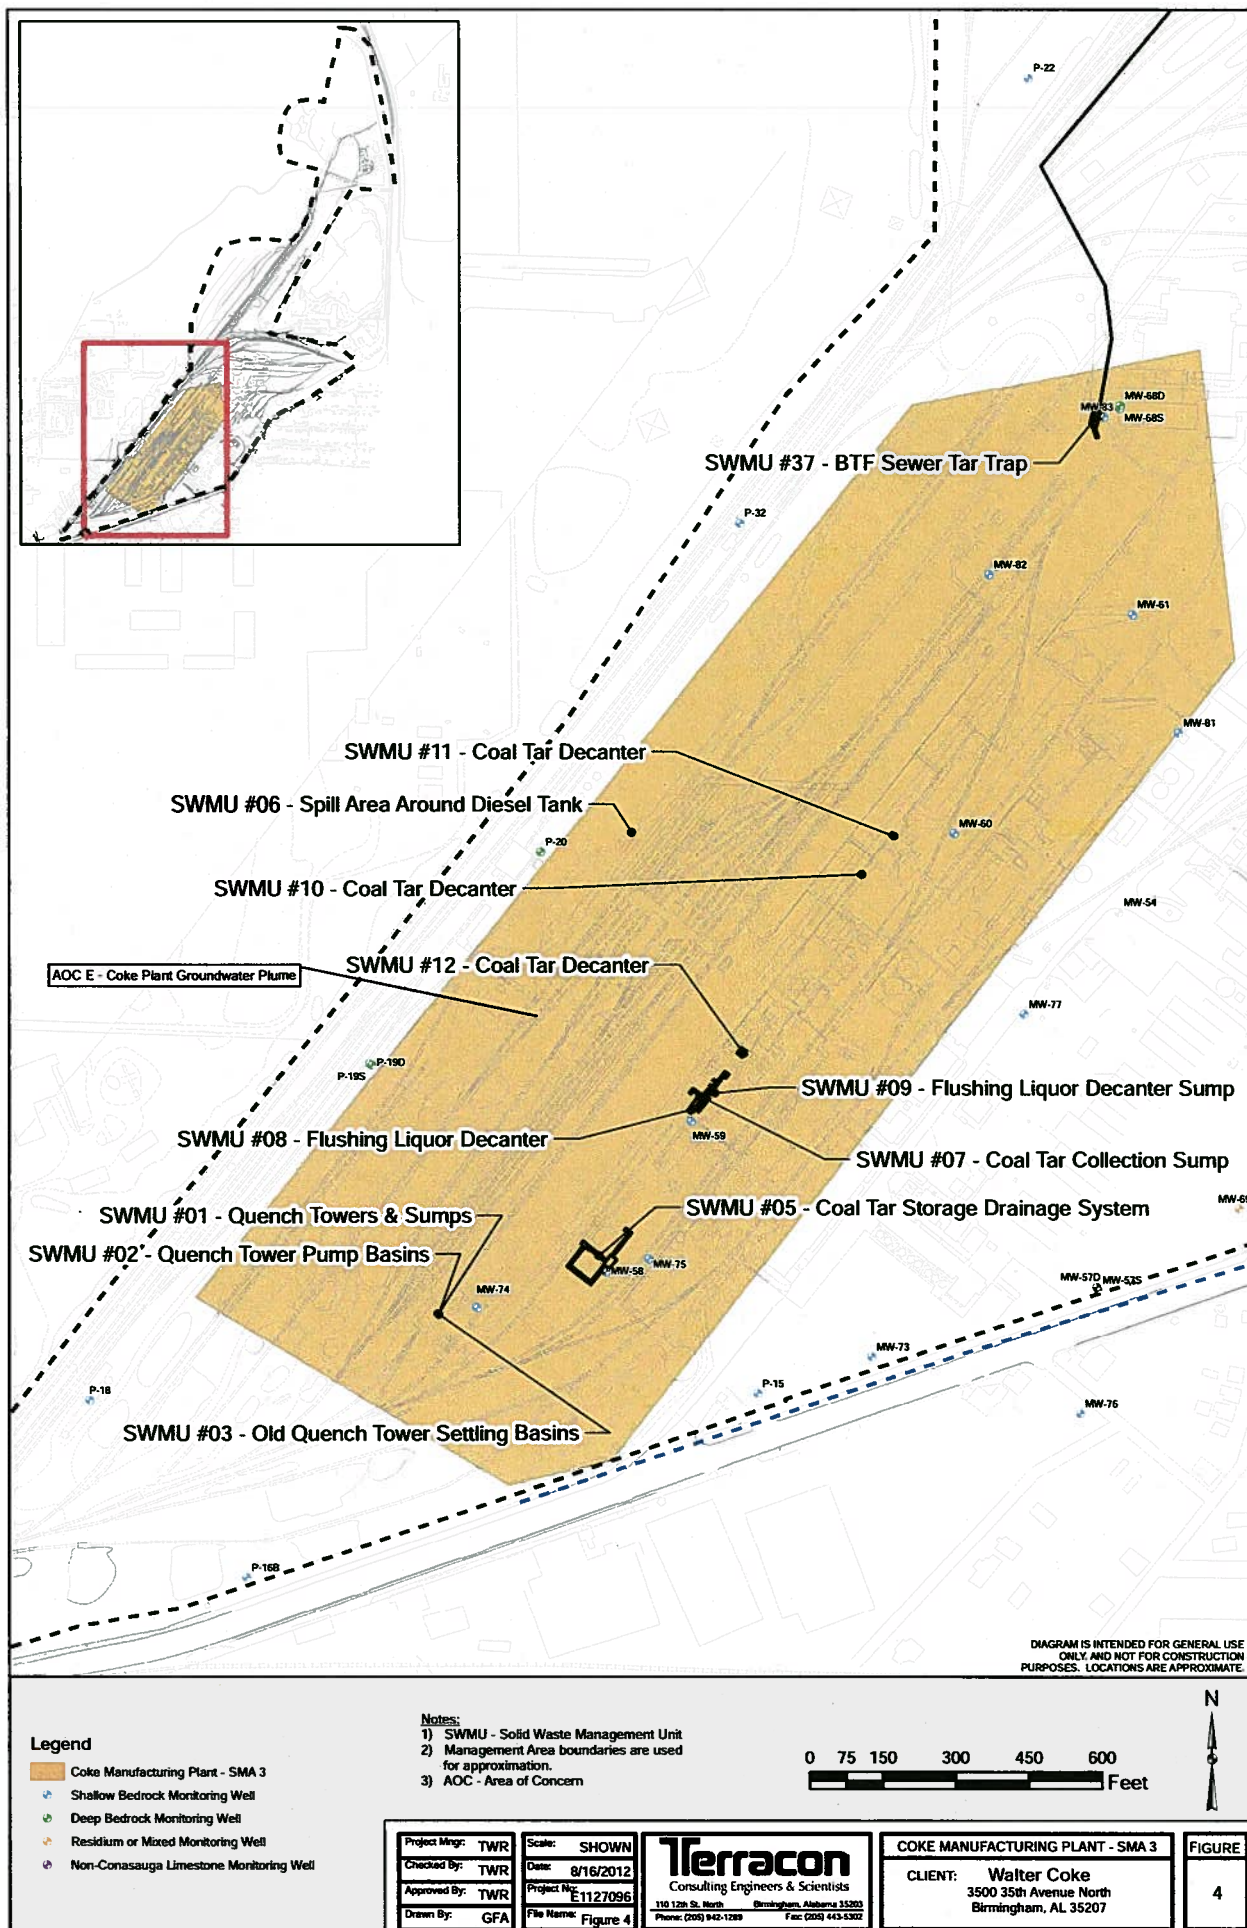 P-22
MW-68D
MW-83
MW-68S
SWMU #37 - BTF Sewer Tar Trap
P-32
MW-82
MW-61
MW-81
SWMU #11 - Coal Tar Decanter
SWMU #06 - Spill Area Around Diesel Tank
MW-60
P-20
SWMU #10 - Coal Tar Decanter
MW-54
AOC E - Coke Plant Groundwater Plume
SWMU #12 - Coal Tar Decanter
MW-77
P-19D
P-19S
SWMU #09 - Flushing Liquor Decanter Sump
MW-59
SWMU #08 - Flushing Liquor Decanter
SWMU #07 - Coal Tar Collection Sump
MW-69
SWMU #05 - Coal Tar Storage Drainage System
SWMU #01 - Quench Towers & Sumps
SWMU #02 - Quench Tower Pump Basins
MW-75
MW-58
MW-57D
MW-57S
MW-74
MW-73
P-18
P-15
MW-76
SWMU #03 - Old Quench Tower Settling Basins
P-16B
DIAGRAM IS INTENDED FOR GENERAL USE
ONLY. AND NOT FOR CONSTRUCTION
PURPOSES. LOCATIONS ARE APPROXIMATE.
Legend
Coke Manufacturing Plant - SMA 3
Shallow Bedrock Monitoring Well
Deep Bedrock Monitoring Well
Residium or Mixed Monitoring Well
Non-Conasauga Limestone Monitoring Well
Notes:
1) SWMU - Solid Waste Management Unit
2) Management Area boundaries are used
for approximation.
3) AOC - Area of Concern
0 75 150 300 450 600
Feet
N
Project Mngr: TWR
Checked By: TWR
Approved By: TWR
Drawn By: GFA
Scale: SHOWN
Date: 8/16/2012
Project No: E1127096
File Name: Figure 4
Terracon
Consulting Engineers & Scientists
110 12th St. North Birmingham, Alabama 35203
Phone: (205) 942-1289 Fax: (205) 443-5302
COKE MANUFACTURING PLANT - SMA 3
CLIENT: Walter Coke
3500 35th Avenue North
Birmingham, AL 35207
FIGURE
4